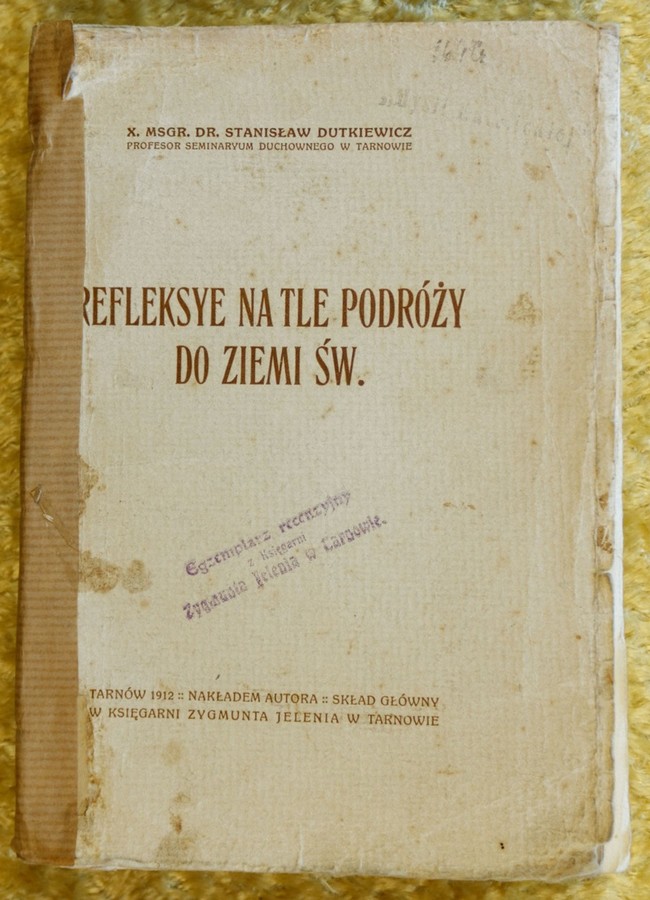 X. MSGR. DR. STANISŁAW DUTKIEWICZ
PROFESOR SEMINARYUM DUCHOWNEGO W TARNOWIE
REFLEKSYE NA TLE PODRÓŻY
DO ZIEMI ŚW.
Egzemplarz recenzyjny
z księgarni
Zygmunta Jelenia w Tarnowie.
TARNÓW 1912 :: NAKŁADEM AUTORA :: SKŁAD GŁÓWNY
W KSIĘGARNI ZYGMUNTA JELENIA W TARNOWIE